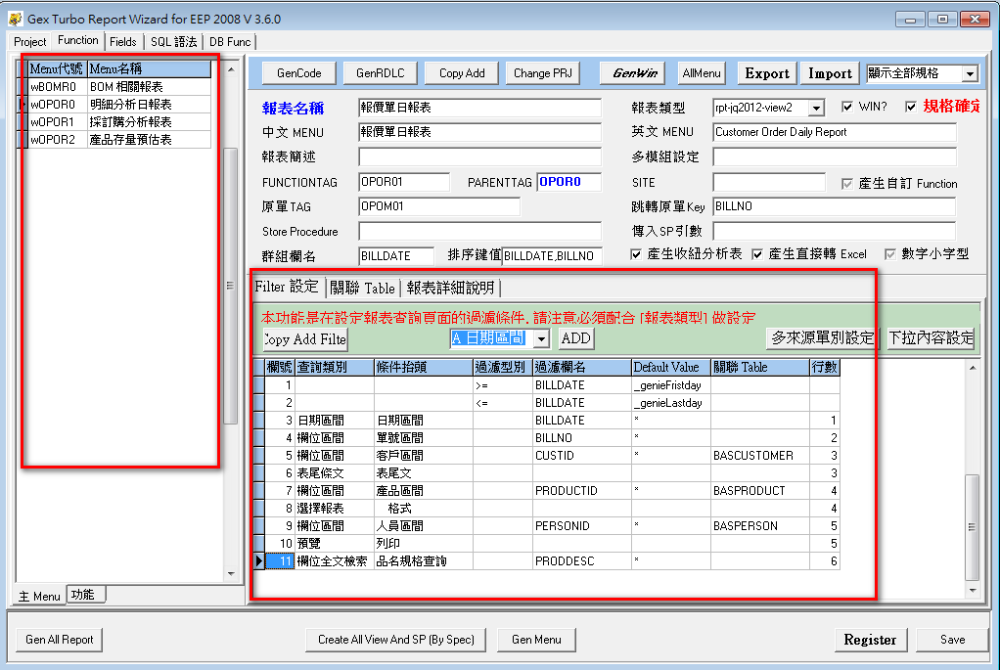 Gex Turbo Report Wizard for EEP 2008 V 3.6.0
Project Function Fields SQL 語法 DB Func
Menu代號 Menu名稱
wBOMR0 BOM 相關報表
wOPOR0 明細分析日報表
wOPOR1 採訂購分析報表
wOPOR2 產品存量預估表
主 Menu 功能
GenCode GenRDLC Copy Add Change PRJ GenWin AllMenu Export Import 顯示全部規格
報表名稱 報價單日報表 報表類型 rpt-jq2012-view2 WIN? 規格確定
中文 MENU 報價單日報表 英文 MENU Customer Order Daily Report
報表簡述 多模組設定
FUNCTIONTAG OPOR01 PARENTTAG OPOR0 SITE 產生自訂 Function
原單TAG OPOM01 跳轉原單Key BILLNO
Store Procedure 傳入SP引數
群組欄名 BILLDATE 排序鍵值 BILLDATE,BILLNO 產生收紐分析表 產生直接轉 Excel 數字小字型
Filter 設定 關聯 Table 報表詳細說明
本功能是在設定報表查詢頁面的過濾條件. 請注意必須配合 [報表類型] 做設定
Copy Add Filte A 日期區間 ADD 多來源單別設定 下拉內容設定
欄號 查詢類別 條件抬頭 過濾型別 過濾欄名 Default Value 關聯 Table 行數
1 >= BILLDATE _genieFristday
2 <= BILLDATE _genieLastday
3 日期區間 日期區間 BILLDATE * 1
4 欄位區間 單號區間 BILLNO 2
5 欄位區間 客戶區間 CUSTID * BASCUSTOMER 3
6 表尾條文 表尾文 3
7 欄位區間 產品區間 PRODUCTID * BASPRODUCT 4
8 選擇報表 格式 4
9 欄位區間 人員區間 PERSONID * BASPERSON 5
10 預覽 列印 5
11 欄位全文檢索 品名規格查詢 PRODDESC * 6
Gen All Report Create All View And SP (By Spec) Gen Menu Register Save